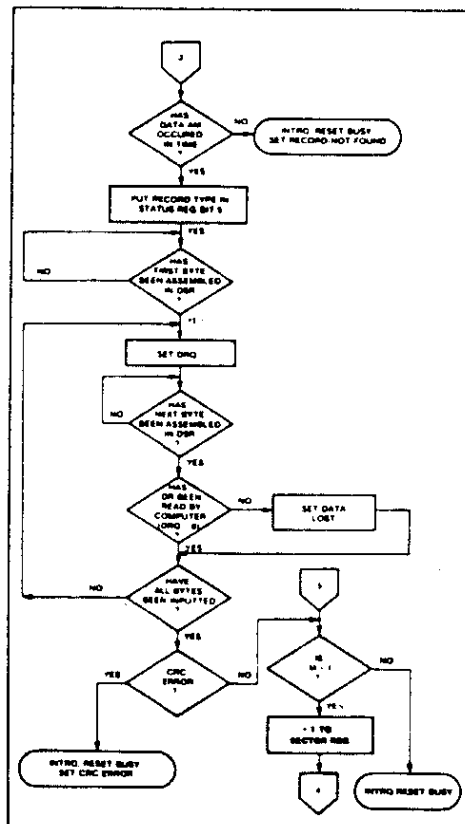 HAS
DATA AM
OCCURED
IN TIME
?
NO
INTRQ, RESET BUSY
SET RECORD-NOT FOUND
YES
PUT RECORD TYPE IN
STATUS REG BIT 5
YES
NO
HAS
FIRST BYTE
BEEN ASSEMBLED
IN DSR
?
SET DRQ
NO
HAS
NEXT BYTE
BEEN ASSEMBLED
IN DSR
?
YES
HAS
DR BEEN
READ BY
COMPUTER
?
NO
SET DATA
LOST
YES
NO
HAVE
ALL BYTES
BEEN INPUTTED
?
YES
5
YES
CRC
ERROR
?
NO
IS
?
NO
YES
INTRQ, RESET BUSY
SET CRC ERROR
+ 1 TO
SECTOR REG
4
INTRQ RESET BUSY